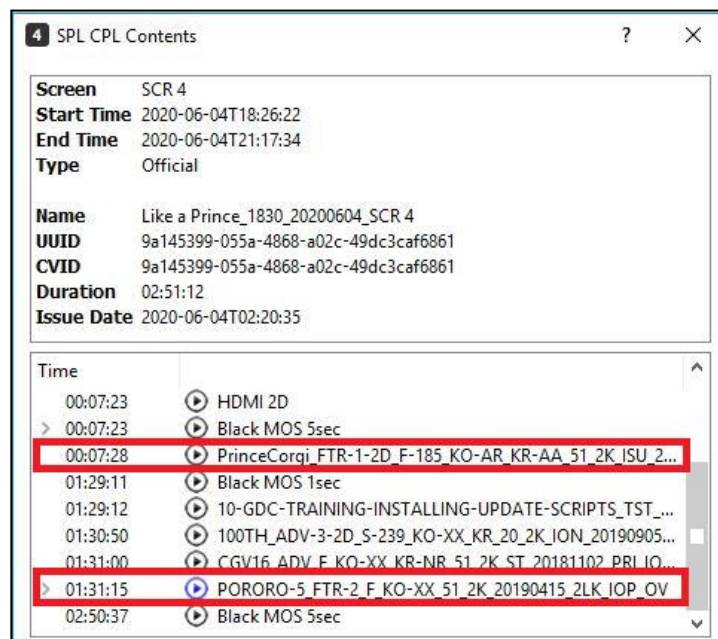 4 SPL CPL Contents ? ×
Screen SCR 4
Start Time 2020-06-04T18:26:22
End Time 2020-06-04T21:17:34
Type Official
Name Like a Prince_1830_20200604_SCR 4
UUID 9a145399-055a-4868-a02c-49dc3caf6861
CVID 9a145399-055a-4868-a02c-49dc3caf6861
Duration 02:51:12
Issue Date 2020-06-04T02:20:35
Time
00:07:23 HDMI 2D
00:07:23 Black MOS 5sec
00:07:28 PrinceCorgi_FTR-1-2D_F-185_KO-AR_KR-AA_51_2K_ISU_2...
01:29:11 Black MOS 1sec
01:29:12 10-GDC-TRAINING-INSTALLING-UPDATE-SCRIPTS_TST_...
01:30:50 100TH_ADV-3-2D_S-239_KO-XX_KR_20_2K_ION_20190905...
01:31:00 CGV16_ADV_F_KO-XX_KR-NR_51_2K_ST_20181102_PRI_IO...
01:31:15 PORORO-5_FTR-2_F_KO-XX_51_2K_20190415_2LK_IOP_OV
02:50:37 Black MOS 5sec